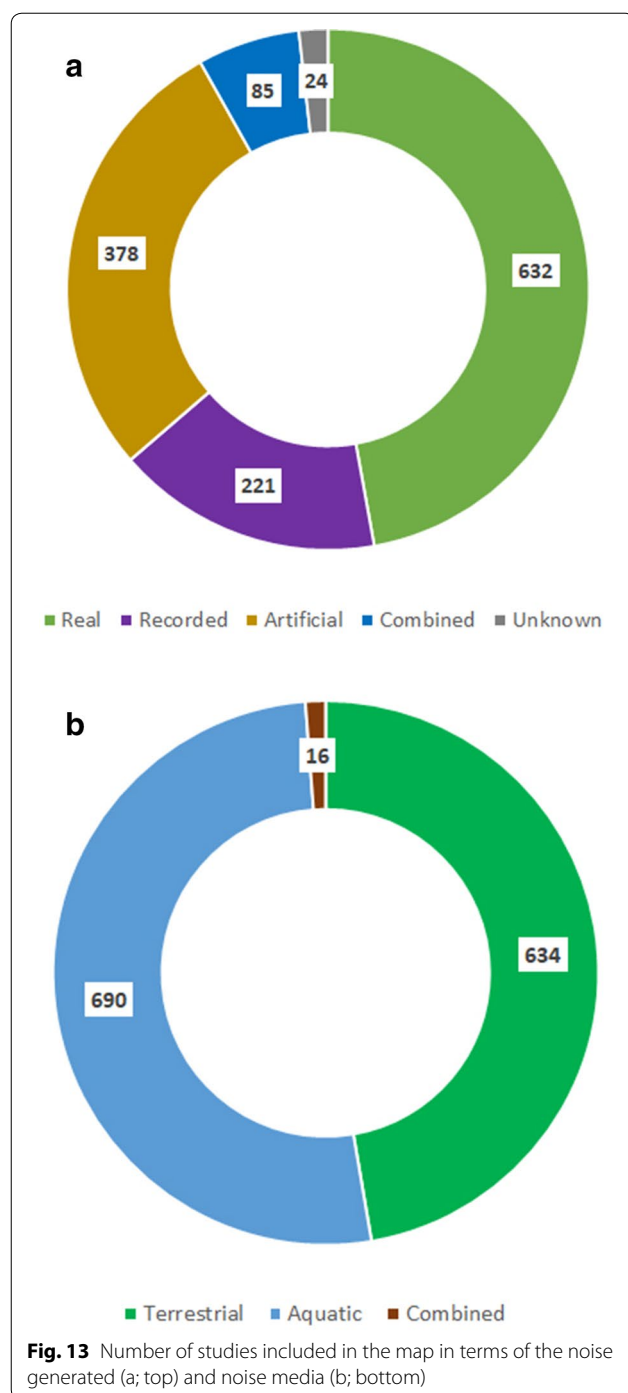 a
24
85
378
632
221
Real Recorded Artificial Combined Unknown
b
16
634
690
Terrestrial Aquatic Combined
Fig. 13 Number of studies included in the map in terms of the noise
generated (a; top) and noise media (b; bottom)